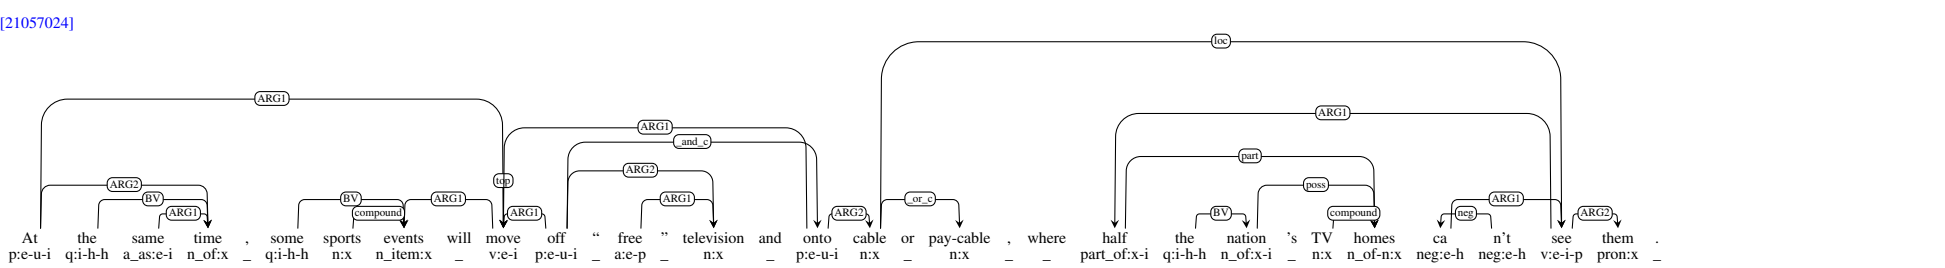 [21057024]
loc
ARG1 ARG1
ARG1
_and_c
part
ARG2
top
ARG2 poss
BV BV ARG1 ARG1 _or_c ARG1
ARG1 compound ARG1 ARG2 BV compound neg ARG2
At the same time , some sports events will move off “ free ” television and onto cable or pay-cable , where half the nation 's TV homes ca n't see them .
p:e-u-i q:i-h-h a_as:e-i n_of:x _ q:i-h-h n:x n_item:x _ v:e-i p:e-u-i _ a:e-p _ n:x _ p:e-u-i n:x _ n:x _ _ part_of:x-i q:i-h-h n_of:x-i _ n:x n_of-n:x neg:e-h neg:e-h v:e-i-p pron:x _